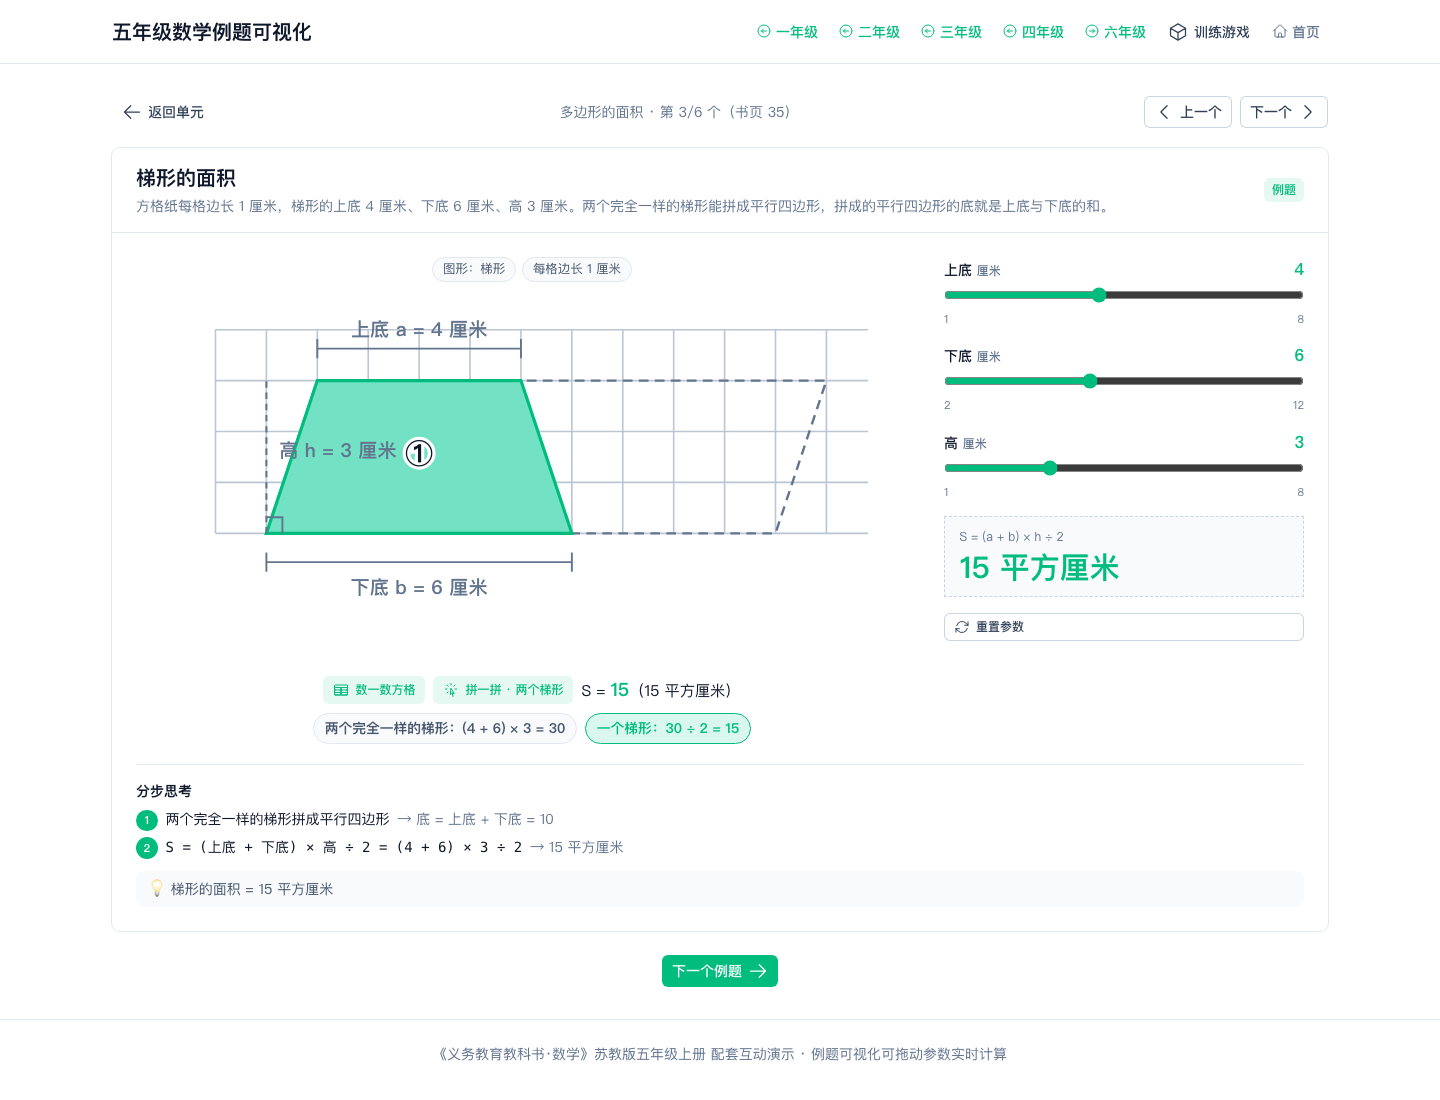 五年级数学例题可视化
一年级 二年级 三年级 四年级 六年级 训练游戏 首页
返回单元
多边形的面积 · 第 3/6 个（书页 35）
上一个 下一个
梯形的面积
方格纸每格边长 1 厘米，梯形的上底 4 厘米、下底 6 厘米、高 3 厘米。两个完全一样的梯形能拼成平行四边形，拼成的平行四边形的底就是上底与下底的和。
例题
图形：梯形 每格边长 1 厘米
上底 a = 4 厘米
高 h = 3 厘米 ①
下底 b = 6 厘米
上底 厘米 4
1 8
下底 厘米 6
2 12
高 厘米 3
1 8
S = (a + b) × h ÷ 2
15 平方厘米
重置参数
数一数方格 拼一拼 · 两个梯形 S = 15（15 平方厘米）
两个完全一样的梯形：(4 + 6) × 3 = 30 一个梯形：30 ÷ 2 = 15
分步思考
1 两个完全一样的梯形拼成平行四边形 → 底 = 上底 + 下底 = 10
2 S = (上底 + 下底) × 高 ÷ 2 = (4 + 6) × 3 ÷ 2 → 15 平方厘米
💡 梯形的面积 = 15 平方厘米
下一个例题
《义务教育教科书·数学》苏教版五年级上册 配套互动演示 · 例题可视化可拖动参数实时计算